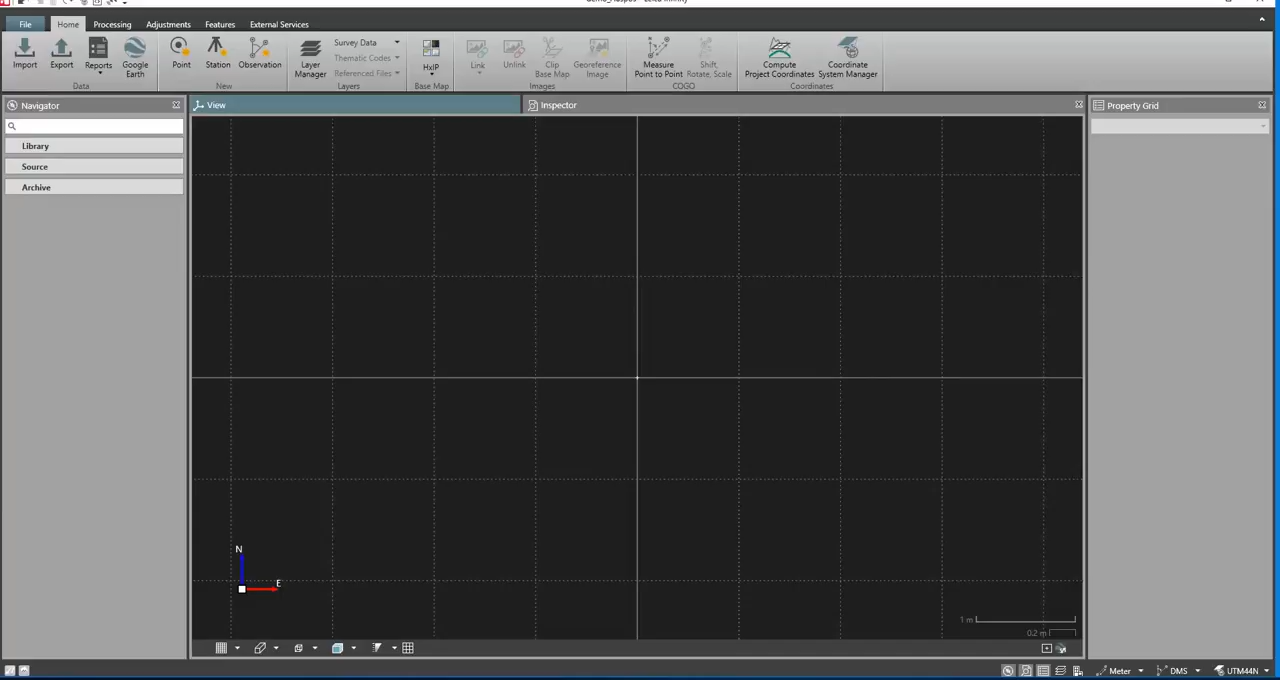 File Home Processing Adjustments Features External Services
Import Export Reports Google Earth Point Station Observation Layer Manager Survey Data Thematic Codes Referenced Files HxIP Link Unlink Clip Base Map Georeference Image Measure Point to Point Shift, Rotate, Scale Compute Project Coordinates Coordinate System Manager
Data New Layers Base Map Images COGO Coordinates
Navigator View Inspector Property Grid
Library
Source
Archive
N
E
1 m
0.2 m
Meter DMS UTM44N